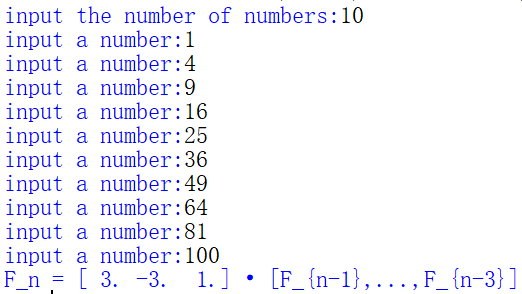 input the number of numbers:10
input a number:1
input a number:4
input a number:9
input a number:16
input a number:25
input a number:36
input a number:49
input a number:64
input a number:81
input a number:100
F_n = [ 3. -3.  1.] · [F_{n-1},...,F_{n-3}]